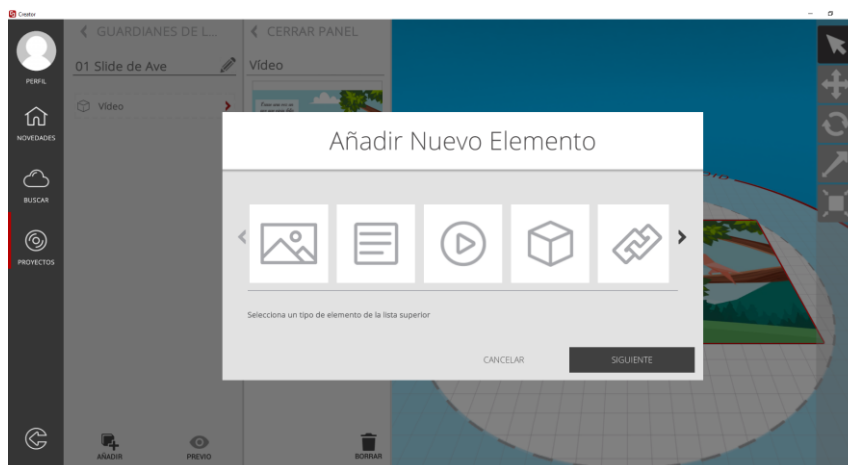 Creator
GUARDIANES DE L...
CERRAR PANEL
01 Slide de Ave
Vídeo
PERFIL
Vídeo
NOVEDADES
BUSCAR
PROYECTOS
Añadir Nuevo Elemento
Selecciona un tipo de elemento de la lista superior
CANCELAR
SIGUIENTE
AÑADIR
PREVIO
BORRAR